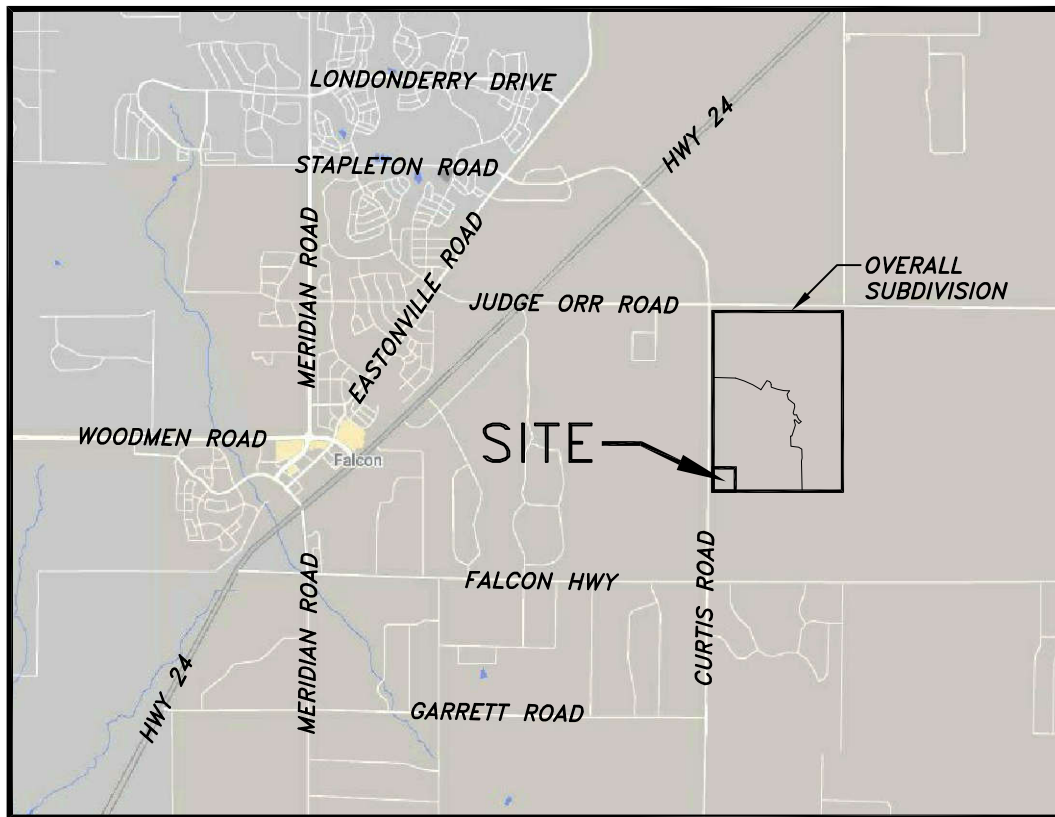 LONDONDERRY DRIVE
HWY 24
STAPLETON ROAD
MERIDIAN ROAD
EASTONVILLE ROAD
OVERALL
SUBDIVISION
JUDGE ORR ROAD
WOODMEN ROAD
Falcon
SITE
FALCON HWY
MERIDIAN ROAD
CURTIS ROAD
HWY 24
GARRETT ROAD